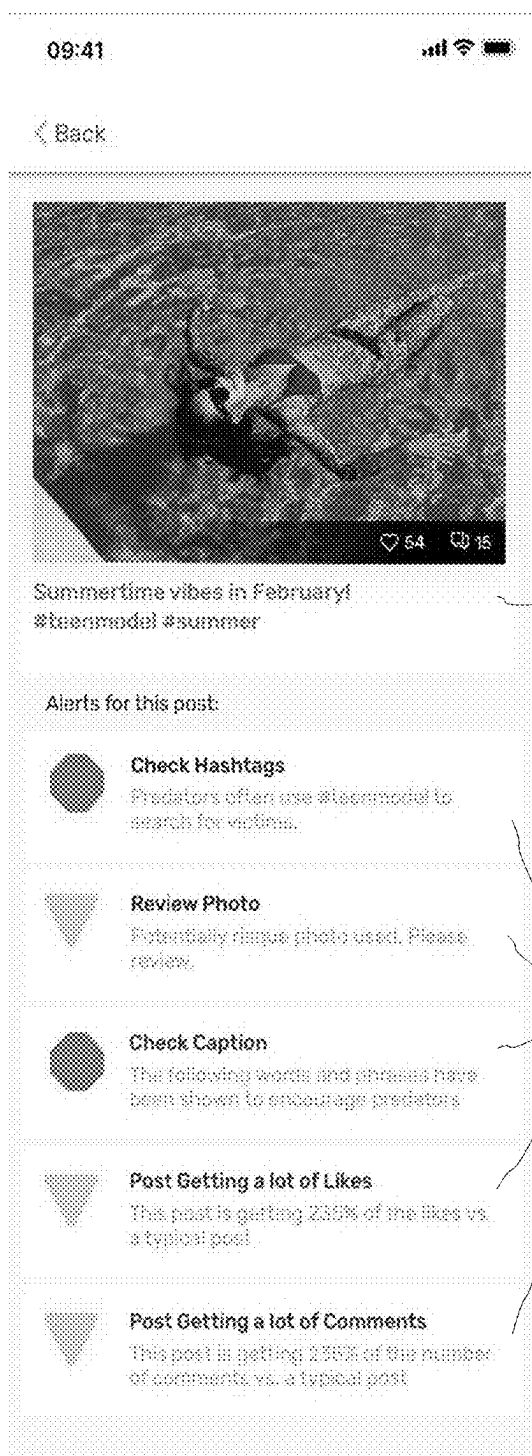 09:41
Back
54 15
Summertime vibes in February!
#teenmodel #summer
Alerts for this post:
Check Hashtags
Predators often use #teenmodel to
search for victims.
Review Photo
Potentially risque photo used. Please
review.
Check Caption
The following words and phrases have
been shown to encourage predators
Post Getting a lot of Likes
This post is getting 235% of the likes vs.
a typical post
Post Getting a lot of Comments
This post is getting 235% of the number
of comments vs. a typical post